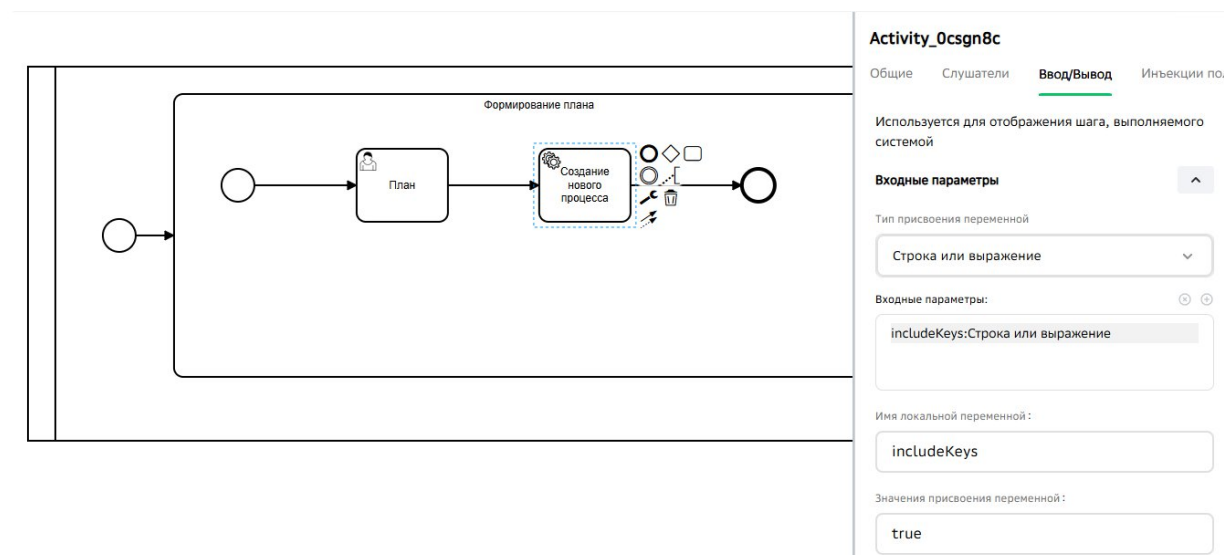 Activity_0csgn8c
Общие Слушатели Ввод/Вывод Инъекции пол
Используется для отображения шага, выполняемого
системой
Входные параметры
Тип присвоения переменной
Строка или выражение
Входные параметры:
includeKeys:Строка или выражение
Имя локальной переменной :
includeKeys
Значения присвоения переменной :
true
Формирование плана
План
Создание
нового
процесса